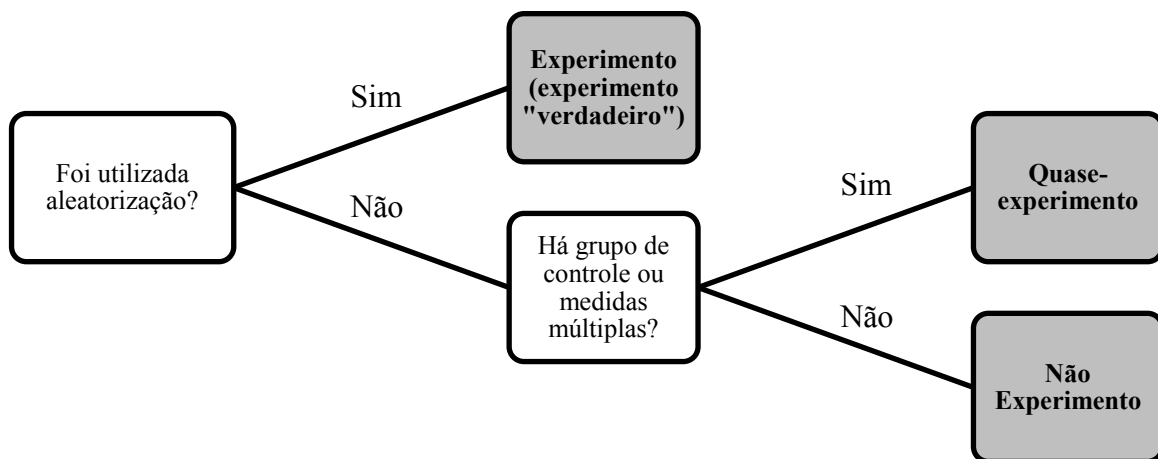 Foi utilizada
aleatorização?
Sim
Não
Experimento
(experimento
"verdadeiro")
Há grupo de
controle ou
medidas
múltiplas?
Sim
Não
Quase-
experimento
Não
Experimento